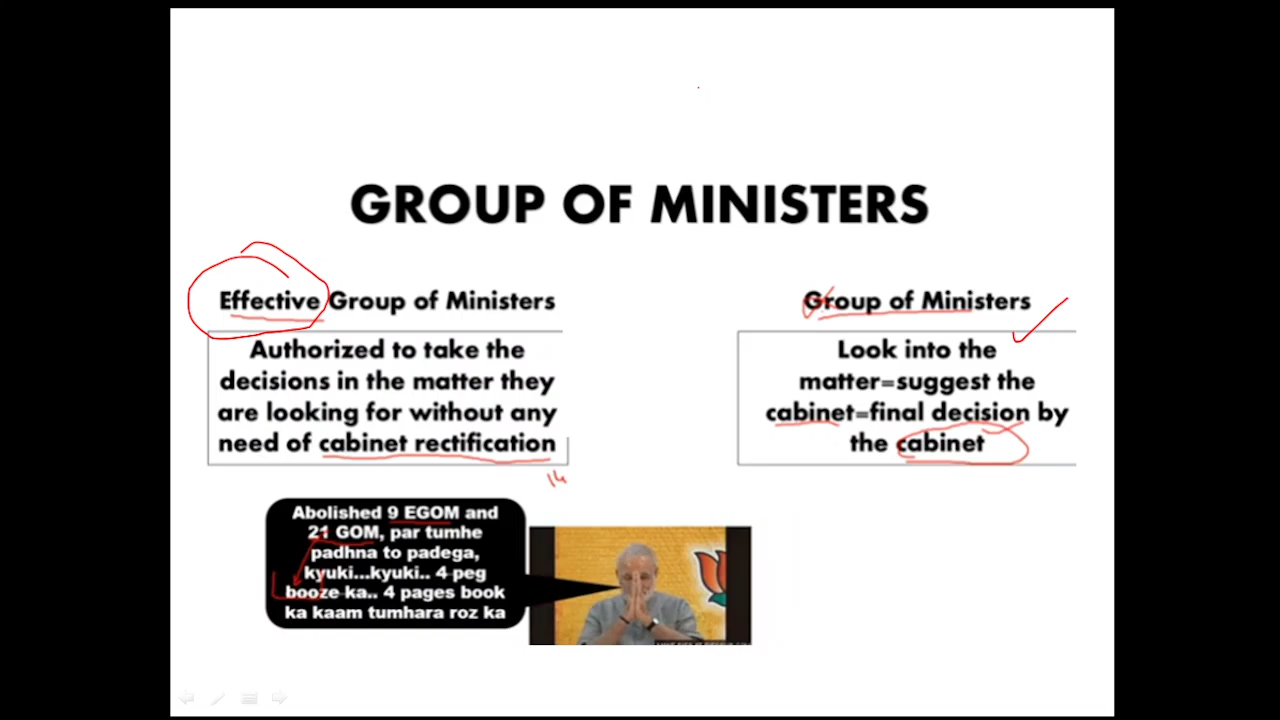 GROUP OF MINISTERS
Effective Group of Ministers
Authorized to take the
decisions in the matter they
are looking for without any
need of cabinet rectification
14
Group of Ministers
Look into the
matter=suggest the
cabinet=final decision by
the cabinet
Abolished 9 EGOM and
21 GOM, par tumhe
padhna to padega,
kyuki...kyuki.. 4 peg
booze ka.. 4 pages book
ka kaam tumhara roz ka